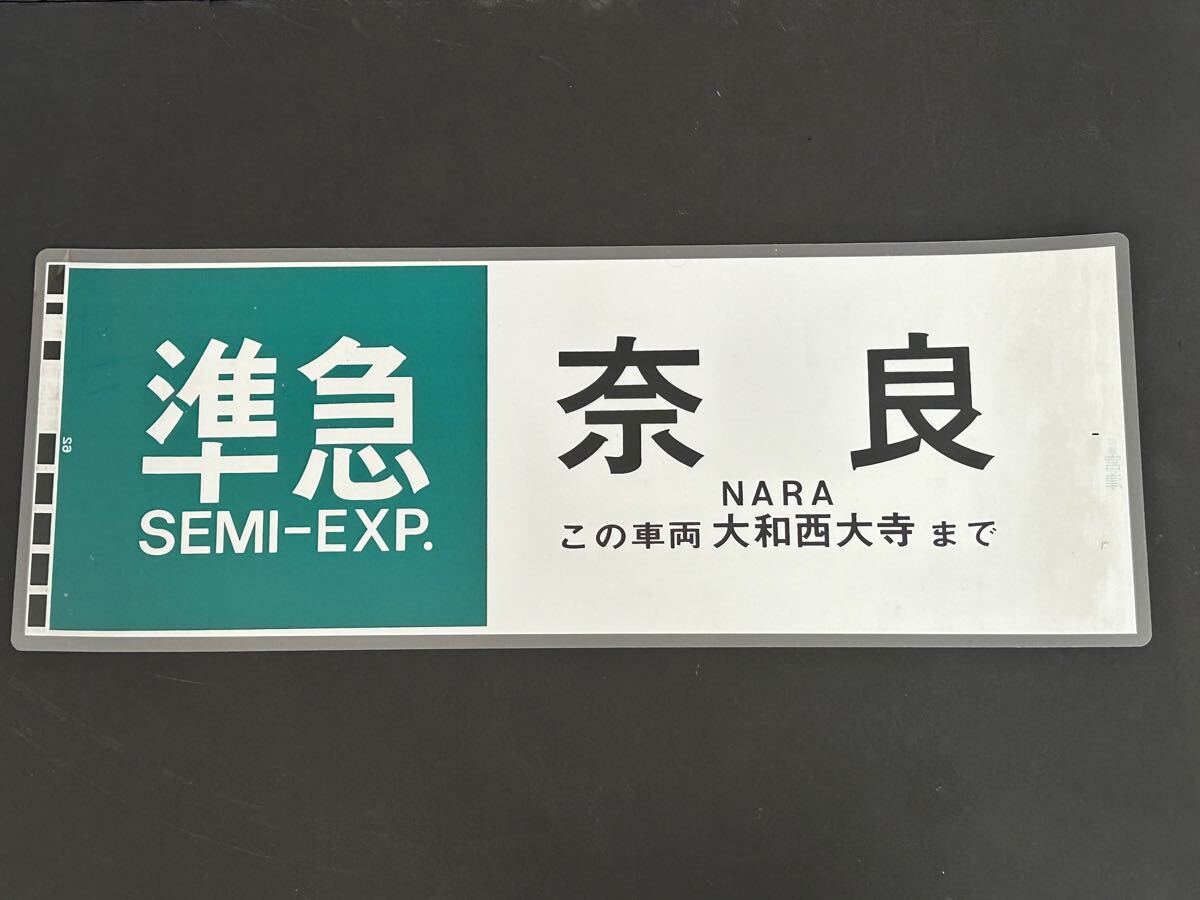 準急
SEMI-EXP.
奈良
NARA
この車両 大和西大寺 まで